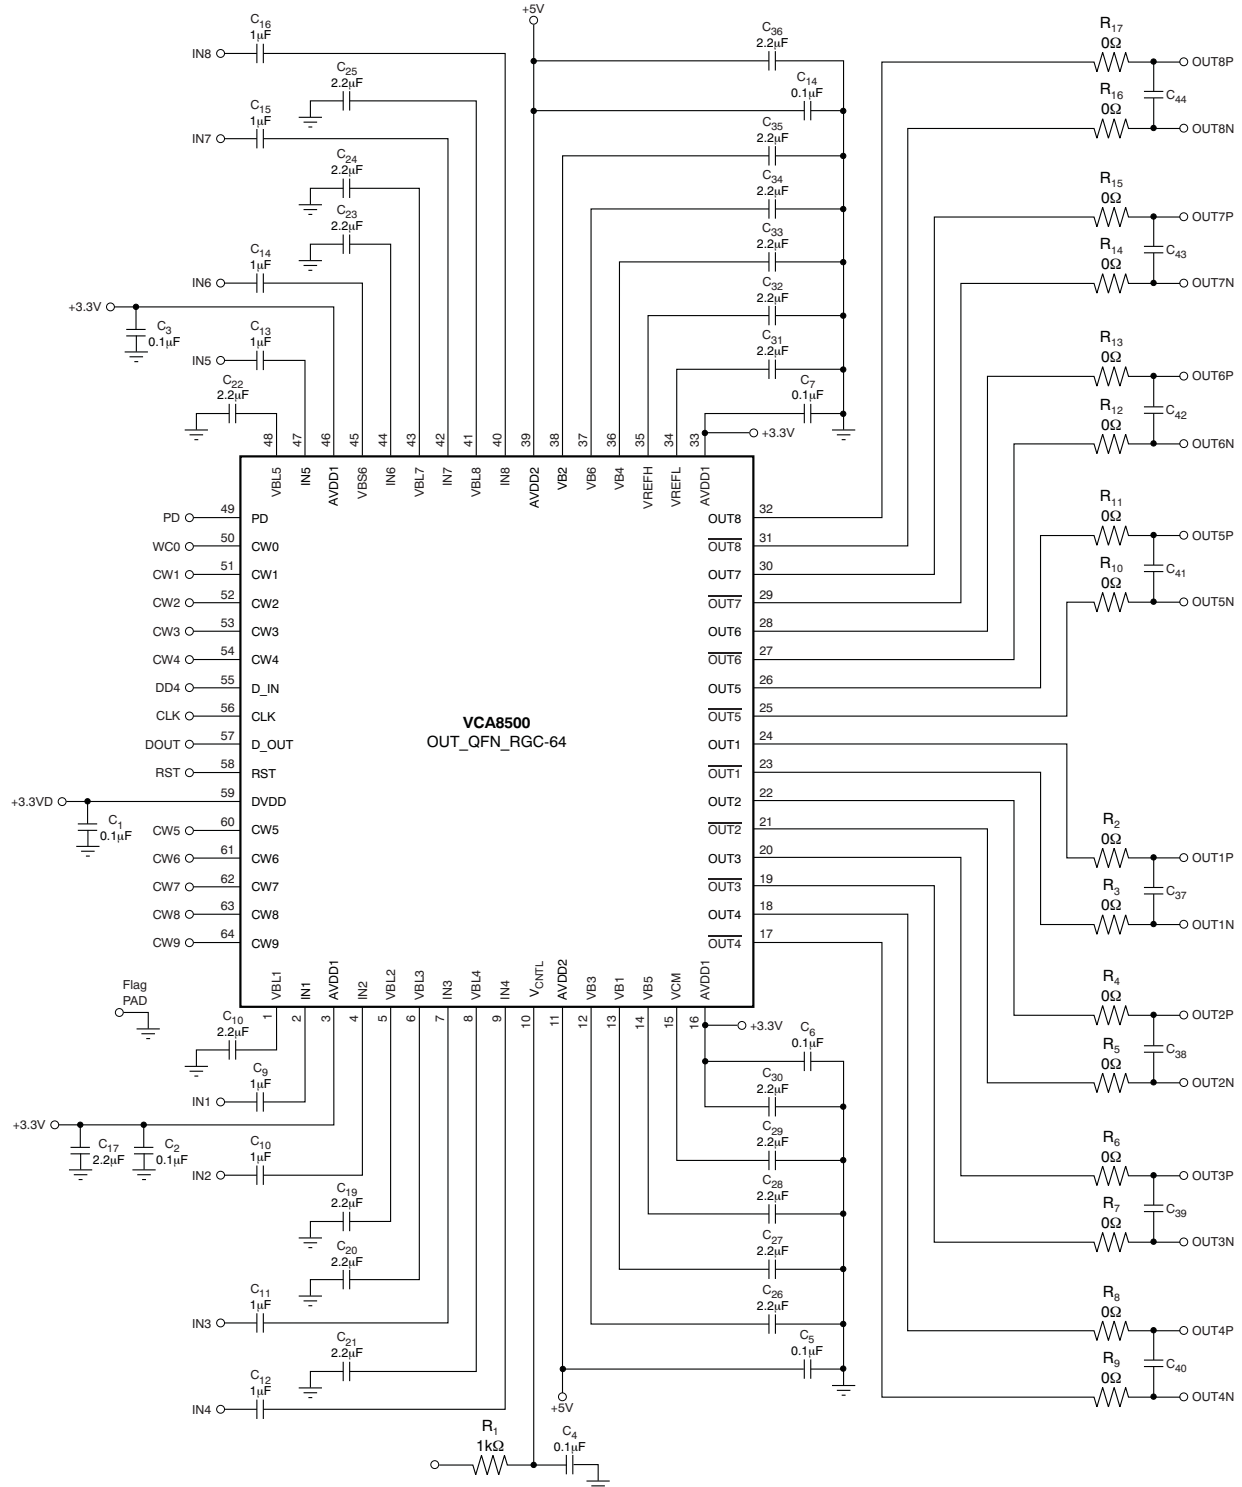 +5V
C16
1μF
IN8
C36
2.2μF
R17
0Ω
OUT8P
C25
2.2μF
C14
0.1μF
C44
R16
0Ω
OUT8N
C15
1μF
IN7
C35
2.2μF
C24
2.2μF
C34
2.2μF
R15
0Ω
OUT7P
C23
2.2μF
C33
2.2μF
C43
C14
1μF
IN6
R14
0Ω
OUT7N
C32
2.2μF
+3.3V
C3
0.1μF
C13
1μF
IN5
C31
2.2μF
R13
0Ω
OUT6P
C22
2.2μF
C7
0.1μF
C42
R12
0Ω
OUT6N
+3.3V
48 47 46 45 44 43 42 41 40 39 38 37 36 35 34 33
VBL5 IN5 AVDD1 VBS6 IN6 VBL7 IN7 VBL8 IN8 AVDD2 VB2 VB6 VB4 VREFH VREFL AVDD1
R11
0Ω
OUT5P
C41
R10
0Ω
OUT5N
PD 49 PD
WC0 50 CW0
CW1 51 CW1
CW2 52 CW2
CW3 53 CW3
CW4 54 CW4
DD4 55 D_IN
CLK 56 CLK
DOUT 57 D_OUT
RST 58 RST
+3.3VD 59 DVDD
C1
0.1μF
CW5 60 CW5
CW6 61 CW6
CW7 62 CW7
CW8 63 CW8
CW9 64 CW9
VCA8500
OUT_QFN_RGC-64
OUT8 32
OUT8 31
OUT7 30
OUT7 29
OUT6 28
OUT6 27
OUT5 26
OUT5 25
OUT1 24
OUT1 23
OUT2 22
OUT2 21
OUT3 20
OUT3 19
OUT4 18
OUT4 17
R2
0Ω
OUT1P
C37
R3
0Ω
OUT1N
VBL1 IN1 AVDD1 IN2 VBL2 VBL3 IN3 VBL4 IN4 VCNTL AVDD2 VB3 VB1 VB5 VCM AVDD1
1 2 3 4 5 6 7 8 9 10 11 12 13 14 15 16
Flag
PAD
+3.3V
C10
2.2μF
C6
0.1μF
R4
0Ω
OUT2P
C38
R5
0Ω
OUT2N
C9
1μF
IN1
C30
2.2μF
+3.3V
C17
2.2μF
C2
0.1μF
C10
1μF
IN2
C29
2.2μF
R6
0Ω
OUT3P
C39
R7
0Ω
OUT3N
C19
2.2μF
C28
2.2μF
C20
2.2μF
C27
2.2μF
C11
1μF
IN3
C26
2.2μF
R8
0Ω
OUT4P
C40
R9
0Ω
OUT4N
C21
2.2μF
C5
0.1μF
C12
1μF
IN4
+5V
R1
1kΩ
C4
0.1μF